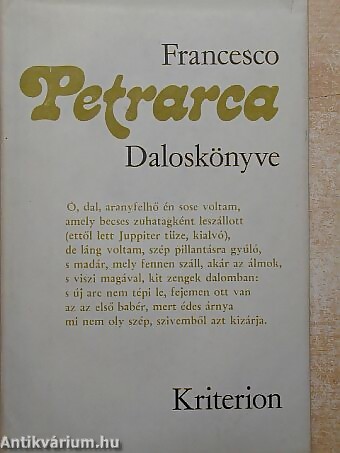 Francesco
Petrarca
Daloskönyve
Ó, dal, aranyfelhő én sose voltam,
amely becses zuhatagként leszállott
(ettől lett Juppiter tüze, kialvó),
de láng voltam, szép pillantásra gyúló,
s madár, mely fennen száll, akár az álmok,
s viszi magával, kit zengek dalomban:
s új arc nem tépi le, fejemen ott van
az az első babér, mert édes árnya
mi nem oly szép, szivemből azt kizárja.
Kriterion
Antikvárium.hu